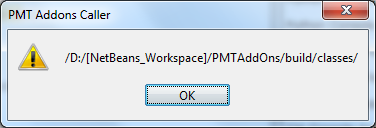 PMT Addons Caller
/D:/[NetBeans_Workspace]/PMTAddOns/build/classes/
OK